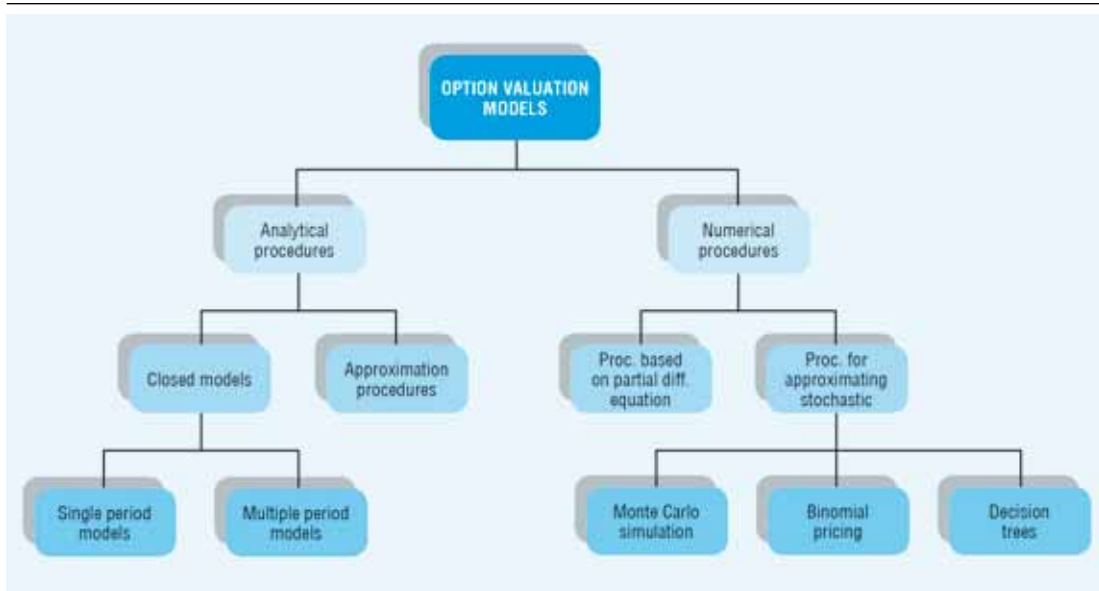 OPTION VALUATION
MODELS
Analytical
procedures
Numerical
procedures
Closed models
Approximation
procedures
Proc. based
on partial diff.
equation
Proc. for
approximating
stochastic
Single period
models
Multiple period
models
Monte Carlo
simulation
Binomial
pricing
Decision
trees